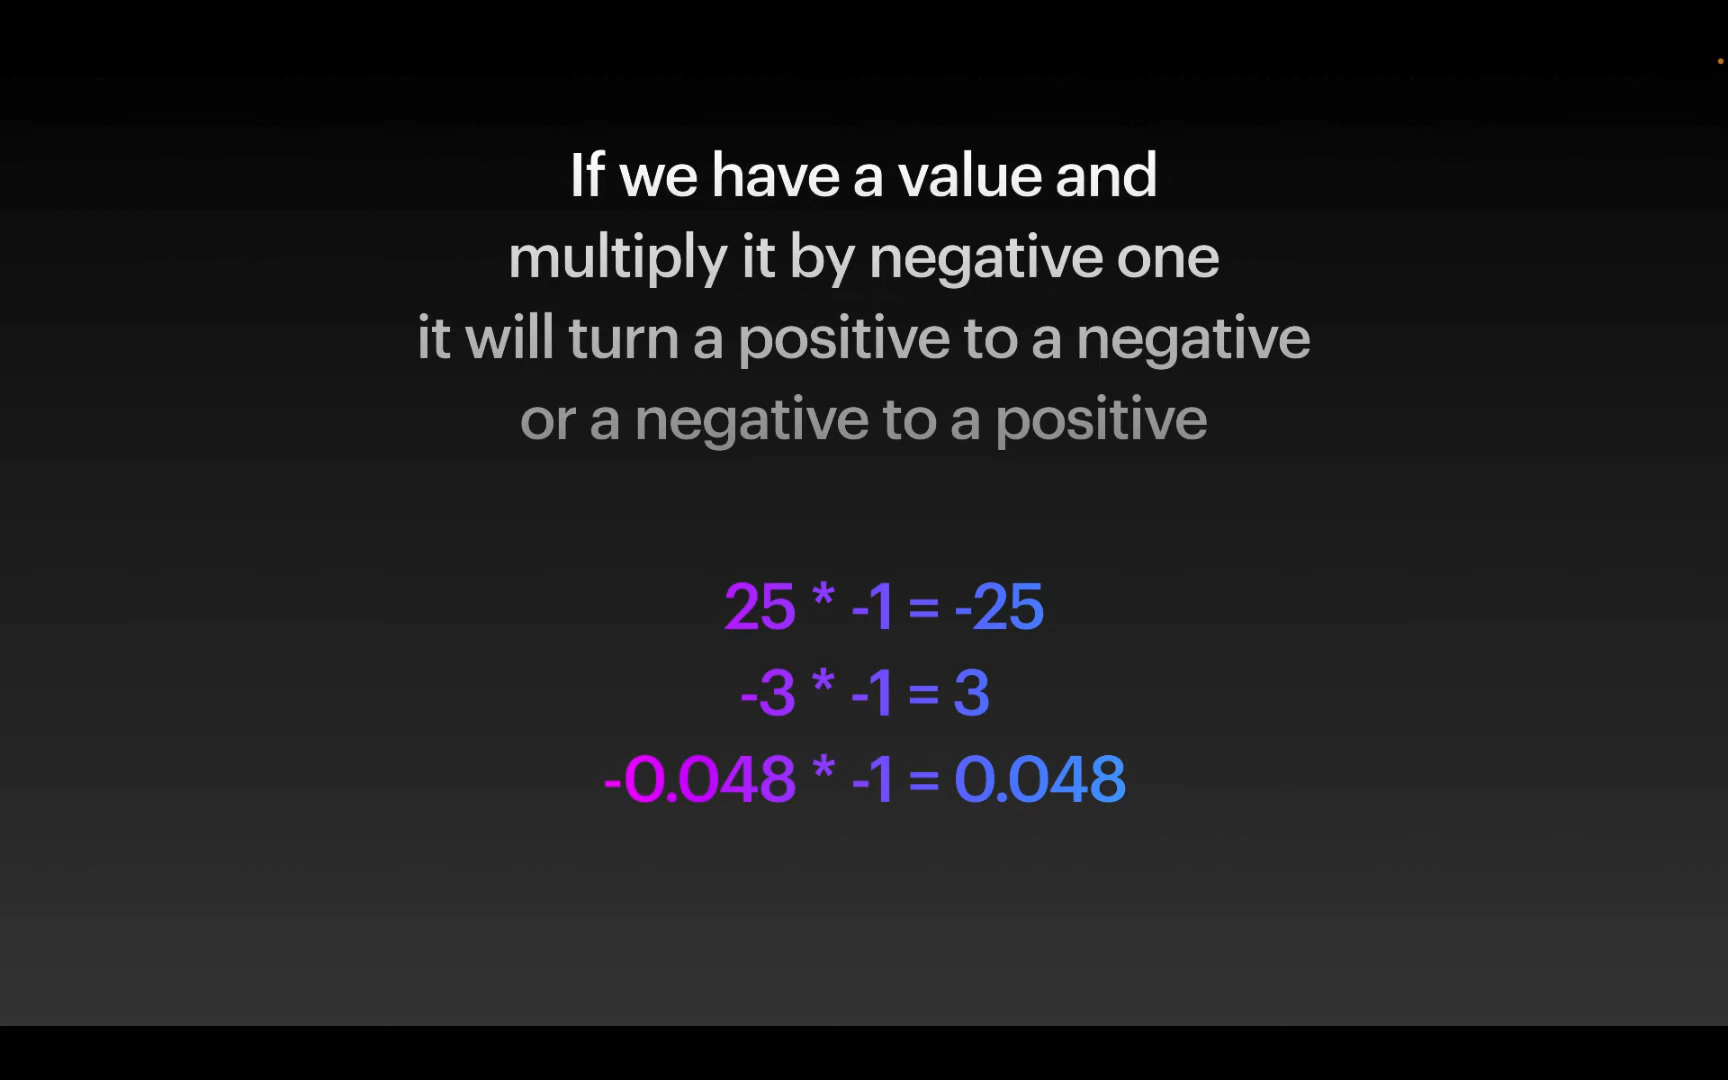 If we have a value and
multiply it by negative one
it will turn a positive to a negative
or a negative to a positive
25 * -1 = -25
-3 * -1 = 3
-0.048 * -1 = 0.048